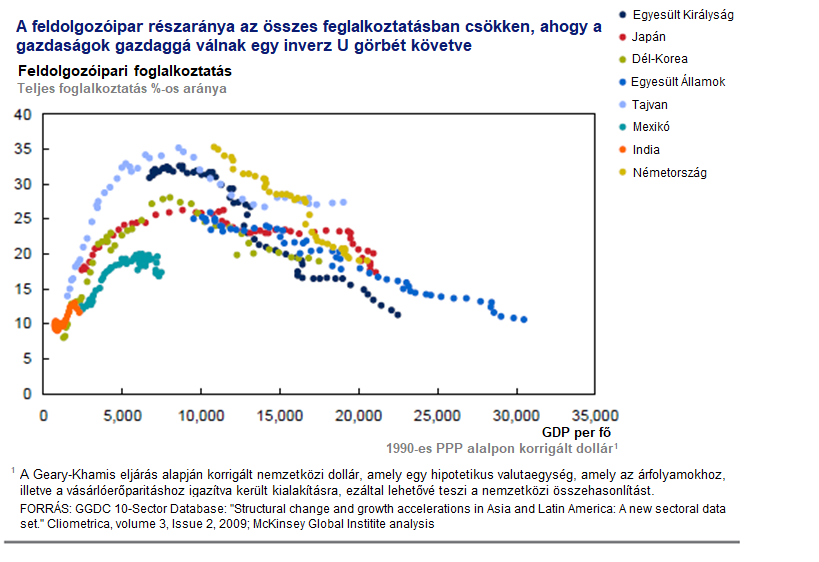 A feldolgozóipar részaránya az összes feglalkoztatásban csökken, ahogy a
gazdaságok gazdaggá válnak egy inverz U görbét követve
Feldolgozóipari foglalkoztatás
Teljes foglalkoztatás %-os aránya
40
35
30
25
20
15
10
5
0
0
5,000
10,000
15,000
20,000
25,000
30,000
35,000
GDP per fő
1990-es PPP alapon korrigált dollár¹
Egyesült Királyság
Japán
Dél-Korea
Egyesült Államok
Tajvan
Mexikó
India
Németország
¹ A Geary-Khamis eljárás alapján korrigált nemzetközi dollár, amely egy hipotetikus valutaegység, amely az árfolyamokhoz,
illetve a vásárlóerőparitáshoz igazítva került kialakításra, ezáltal lehetővé teszi a nemzetközi összehasonlítást.
FORRÁS: GGDC 10-Sector Database: "Structural change and growth accelerations in Asia and Latin America: A new sectoral data
set." Cliometrica, volume 3, Issue 2, 2009; McKinsey Global Institite analysis